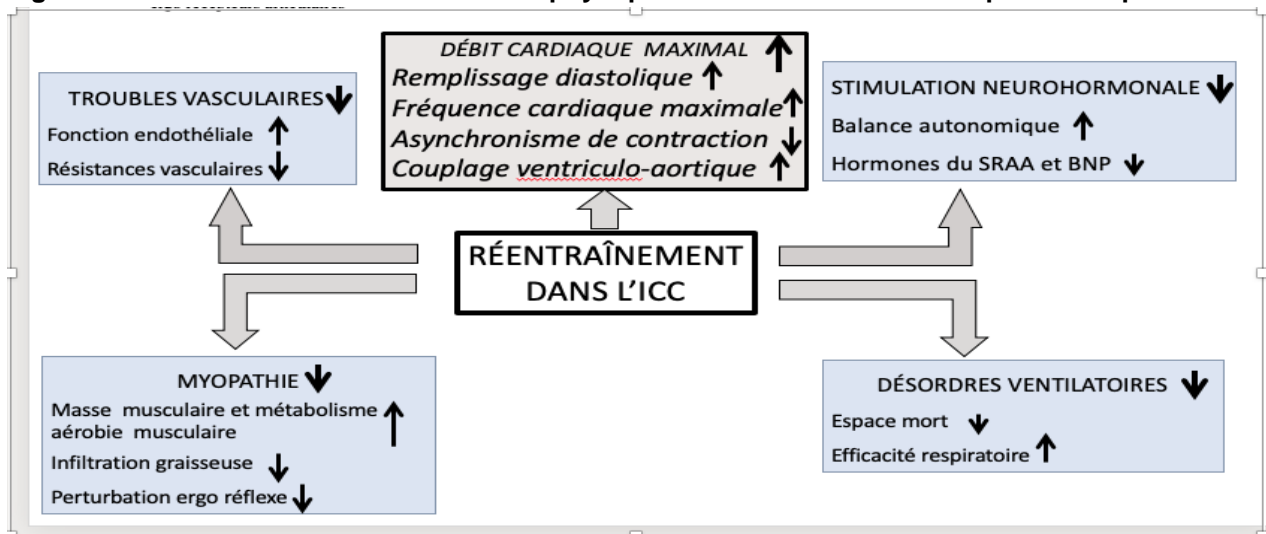 DÉBIT CARDIAQUE MAXIMAL ↑
Remplissage diastolique ↑
Fréquence cardiaque maximale ↑
Asynchronisme de contraction ↓
Couplage ventriculo-aortique ↑
TROUBLES VASCULAIRES ↓
Fonction endothéliale ↑
Résistances vasculaires ↓
STIMULATION NEUROHORMONALE ↓
Balance autonomique ↑
Hormones du SRAA et BNP ↓
RÉENTRAÎNEMENT
DANS L’ICC
MYOPATHIE ↓
Masse musculaire et métabolisme ↑
aérobie musculaire
Infiltration graisseuse ↓
Perturbation ergo réflexe ↓
DÉSORDRES VENTILATOIRES ↓
Espace mort ↓
Efficacité respiratoire ↑